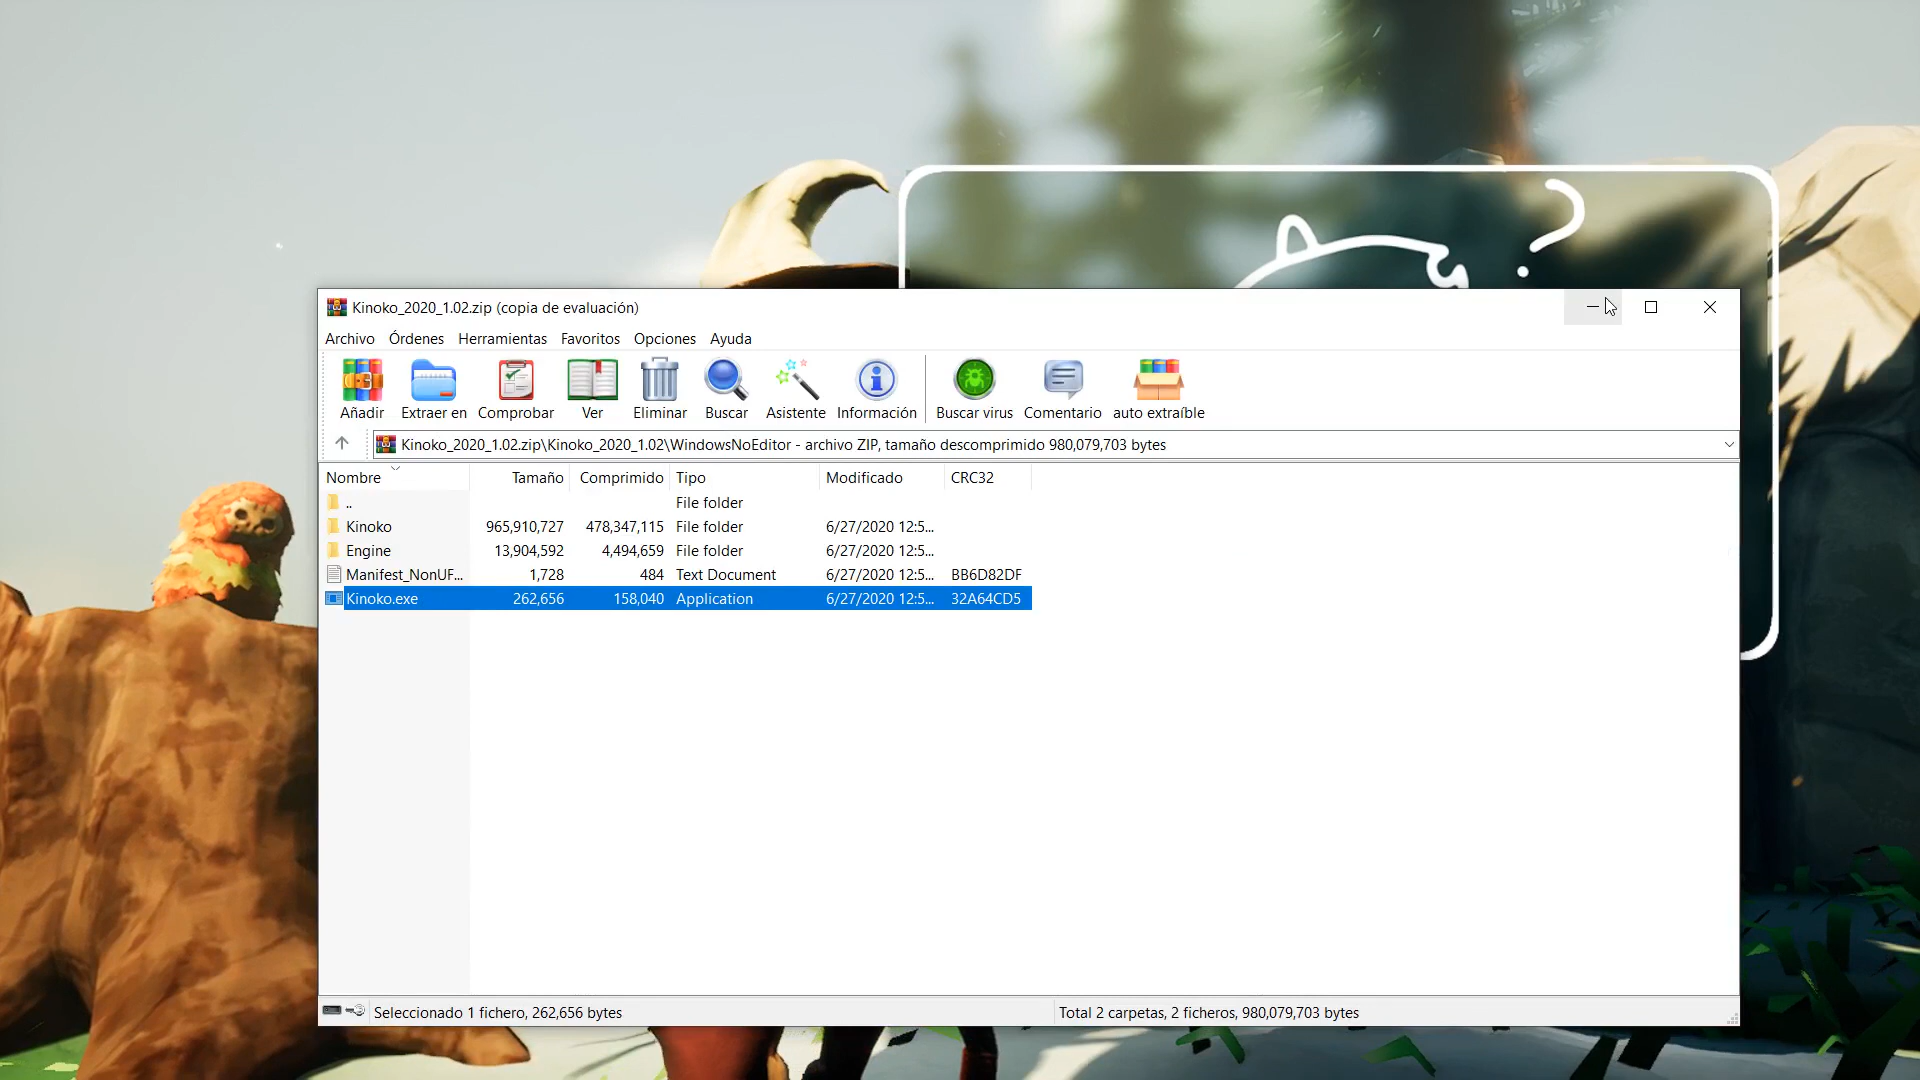 Kinoko_2020_1.02.zip (copia de evaluación)
Archivo Órdenes Herramientas Favoritos Opciones Ayuda
Añadir Extraer en Comprobar Ver Eliminar Buscar Asistente Información Buscar virus Comentario auto extraíble
Kinoko_2020_1.02.zip\Kinoko_2020_1.02\WindowsNoEditor - archivo ZIP, tamaño descomprimido 980,079,703 bytes
Nombre Tamaño Comprimido Tipo Modificado CRC32
.. File folder
Kinoko 965,910,727 478,347,115 File folder 6/27/2020 12:5...
Engine 13,904,592 4,494,659 File folder 6/27/2020 12:5...
Manifest_NonUF... 1,728 484 Text Document 6/27/2020 12:5... BB6D82DF
Kinoko.exe 262,656 158,040 Application 6/27/2020 12:5... 32A64CD5
Seleccionado 1 fichero, 262,656 bytes Total 2 carpetas, 2 ficheros, 980,079,703 bytes
?